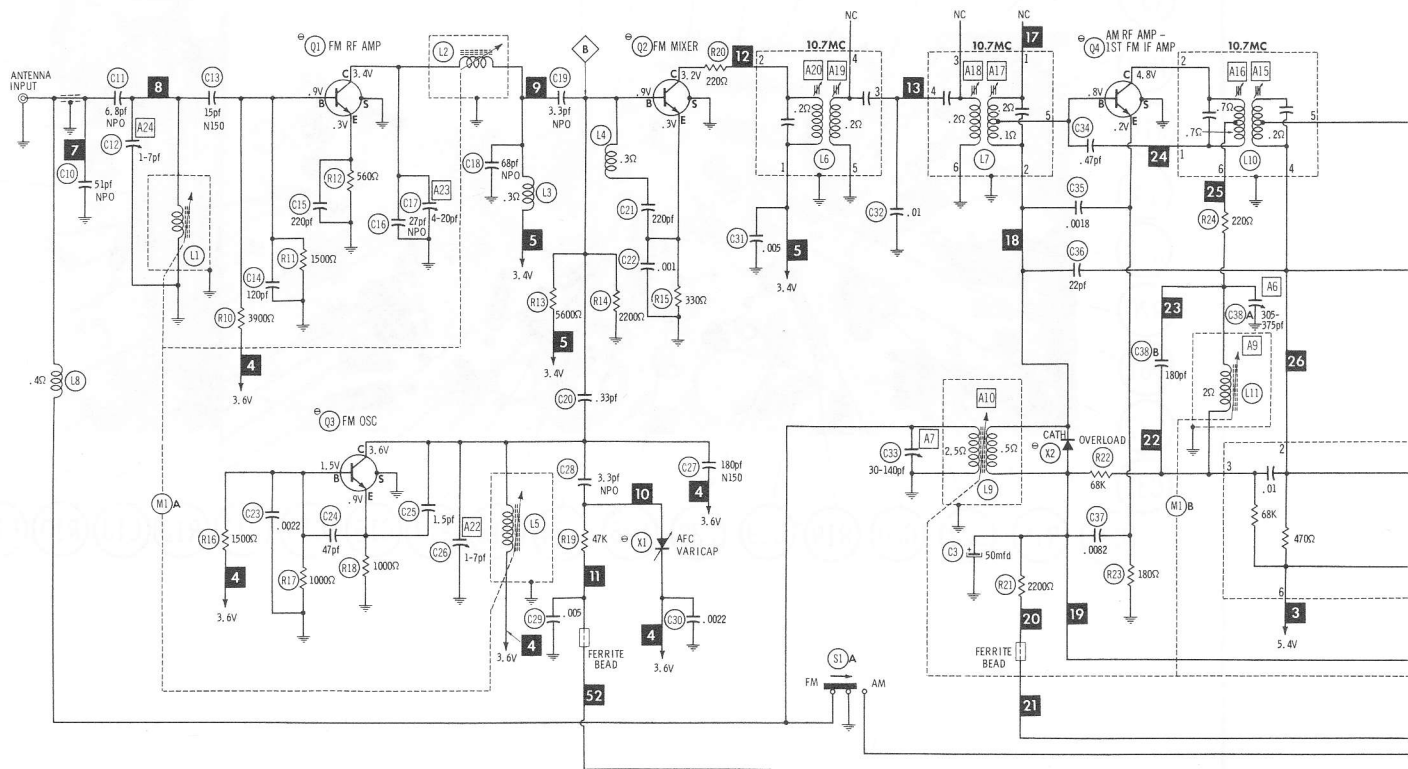 NC
NC
NC
17
⊖ Q1 FM RF AMP
L2
B
⊖ Q2 FM MIXER
R20
220Ω
12
10.7MC
10.7MC
⊖ Q4 AM RF AMP -
1ST FM IF AMP
10.7MC
ANTENNA
INPUT
C11
6.8pf
NPO
8
C13
15pf
N150
C 3.4V
.9V
B
S
E
.3V
9
C19
3.3pf
NPO
C 3.2V
.9V
B
S
E
.3V
2
A20
A19
4
.2Ω
.2Ω
3
13
4
3
A18
A17
1
.2Ω
.2Ω
.1Ω
5
C 4.8V
.8V
B
S
E
.2V
2
A16
A15
5
.7Ω
.7Ω
.2Ω
7
C12
A24
1-7pf
C10
51pf
NPO
L1
R12
560Ω
C15
220pf
C16
27pf
NPO
C17
A23
4-20pf
C18
68pf
NPO
.3Ω
L3
L4
.3Ω
C21
220pf
1
L6
5
6
L7
2
C34
.47pf
24
1
6
L10
4
25
C35
.0018
R24
220Ω
C14
120pf
R11
1500Ω
R10
3900Ω
5
3.4V
C22
.001
R15
330Ω
C31
.005
5
3.4V
C32
.01
18
C36
22pf
R13
5600Ω
R14
2200Ω
5
3.4V
4
3.6V
23
A6
C38A
305-
375pf
C38B
180pf
A9
2Ω
L11
26
.4Ω
L8
C20
.33pf
⊖ Q3 FM OSC
C 3.6V
1.5V
B
S
E
.9V
A10
A7
C33
30-140pf
2.5Ω
.5Ω
L9
CATH
⊖ X2
OVERLOAD
R22
68K
22
3
2
.01
68K
470Ω
6
3
5.4V
M1 A
M1 B
R16
1500Ω
4
3.6V
C23
.0022
C24
47pf
R17
1000Ω
R18
1000Ω
C25
1.5pf
A22
C26
1-7pf
L5
4
3.6V
C28
3.3pf
NPO
10
C27
180pf
N150
4
3.6V
R19
47K
⊖ X1
AFC
VARICAP
11
C29
.005
C30
.0022
4
3.6V
FERRITE
BEAD
52
C3
+
50mfd
R21
2200Ω
C37
.0082
R23
180Ω
20
19
FERRITE
BEAD
21
S1 A
FM
AM